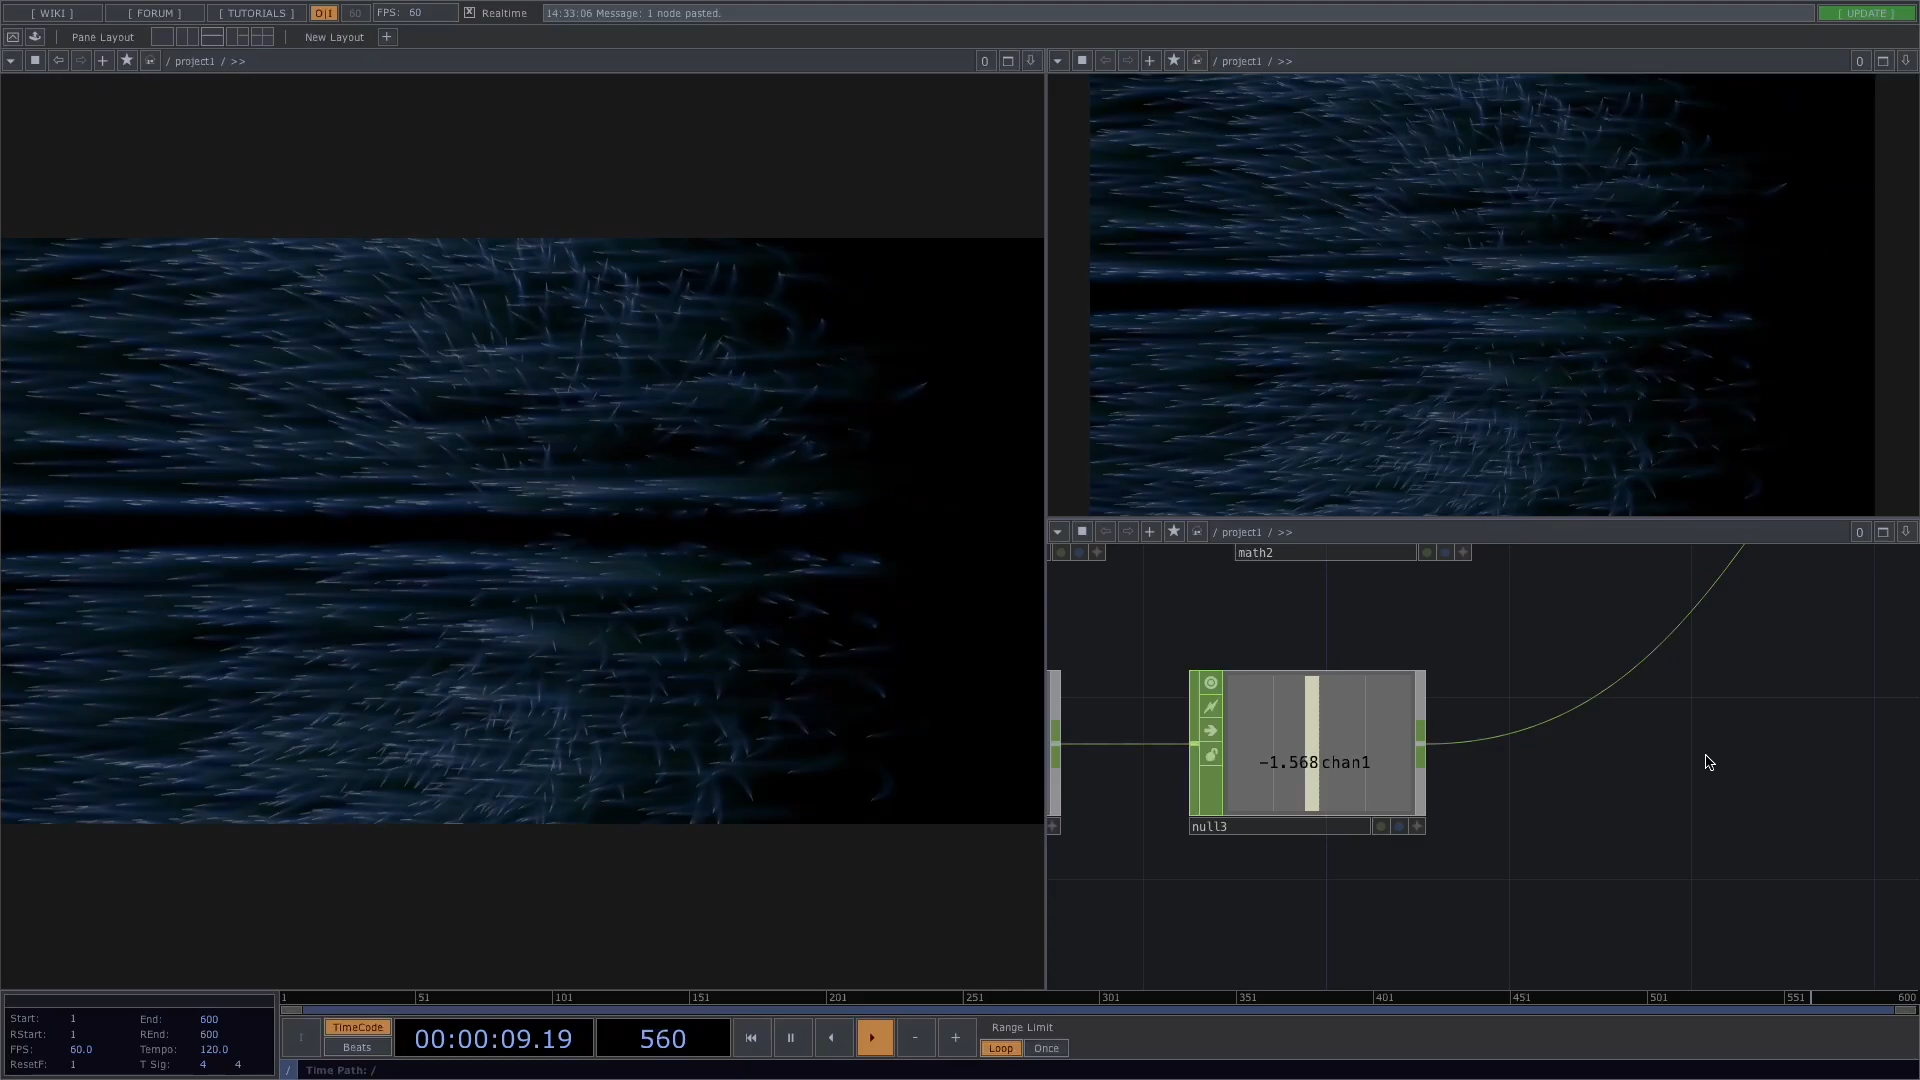 [ WIKI ] [ FORUM ] [ TUTORIALS ] O|I 60 FPS: 60 Realtime 14:33:06 Message: 1 node pasted. [ UPDATE ]
Pane Layout New Layout +
/ project1 / >> 0
/ project1 / >> 0
/ project1 / >> 0
math2
-1.568 chan1
null3
1 51 101 151 201 251 301 351 401 451 501 551 600
Start: 1 End: 600
RStart: 1 REnd: 600
FPS: 60.0 Tempo: 120.0
ResetF: 1 T Sig: 4 4
TimeCode
Beats
00:00:09.19
560
- +
Range Limit
Loop Once
/ Time Path: /